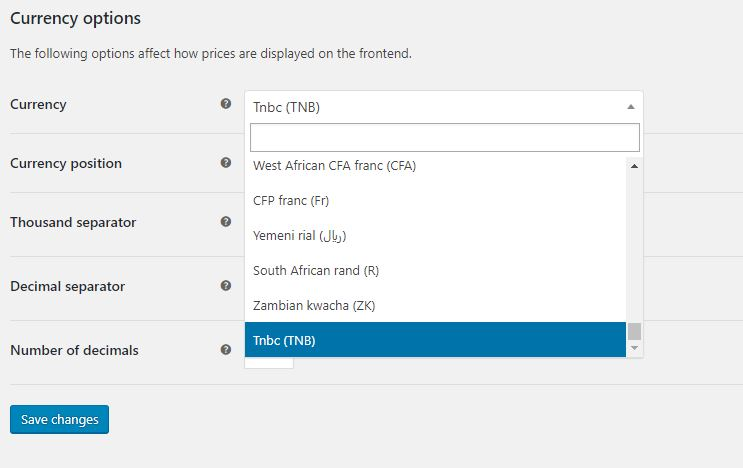 Currency options
The following options affect how prices are displayed on the frontend.
Currency
Tnbc (TNB)
West African CFA franc (CFA)
Currency position
CFP franc (Fr)
Thousand separator
Yemeni rial (ریال)
South African rand (R)
Decimal separator
Zambian kwacha (ZK)
Tnbc (TNB)
Number of decimals
Save changes